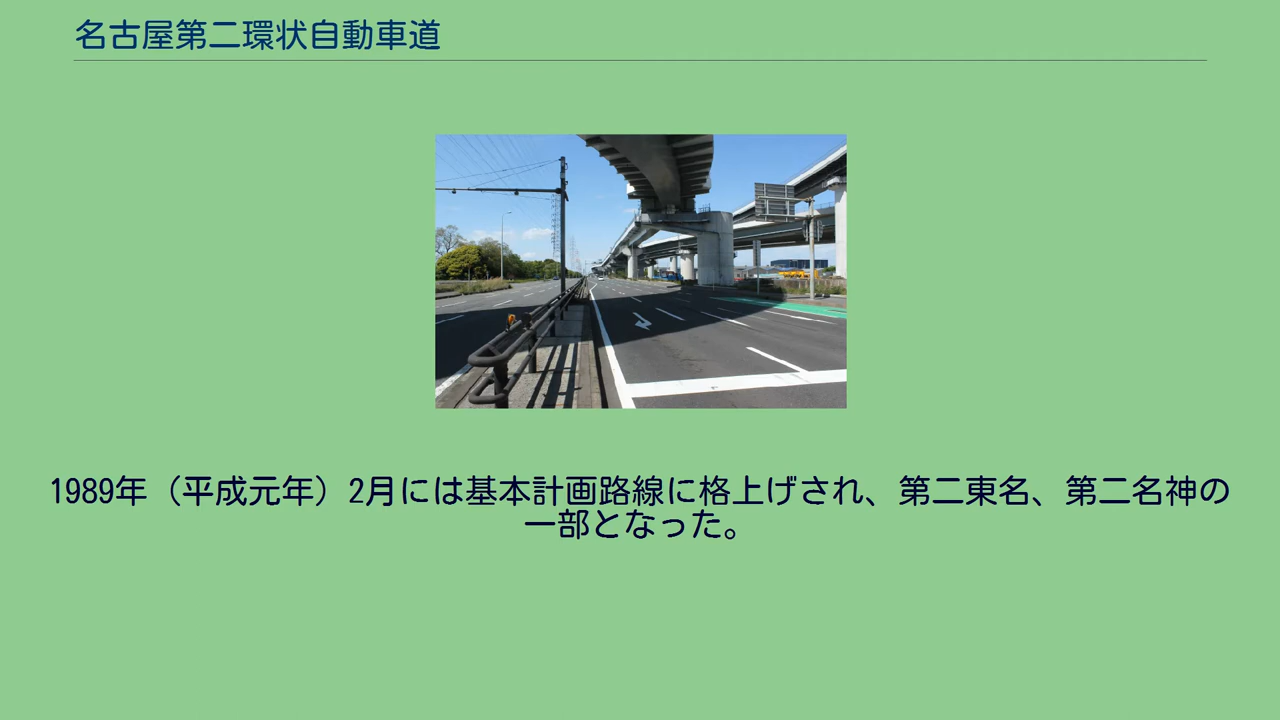 名古屋第二環状自動車道
1989年（平成元年）2月には基本計画路線に格上げされ、第二東名、第二名神の
一部となった。